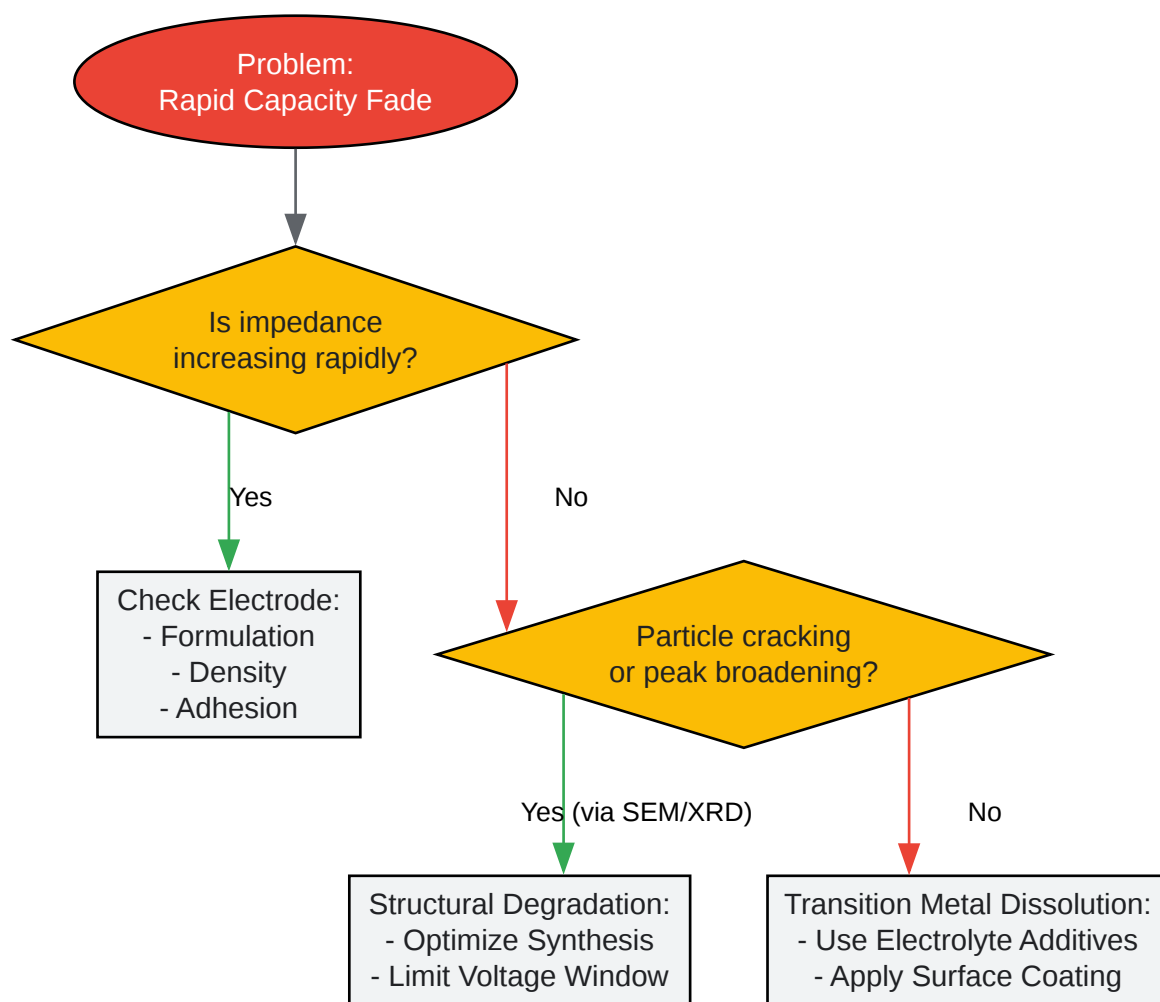 Problem:
Rapid Capacity Fade
Is impedance
increasing rapidly?
Yes
No
Check Electrode:
- Formulation
- Density
- Adhesion
Particle cracking
or peak broadening?
Yes (via SEM/XRD)
No
Structural Degradation:
- Optimize Synthesis
- Limit Voltage Window
Transition Metal Dissolution:
- Use Electrolyte Additives
- Apply Surface Coating